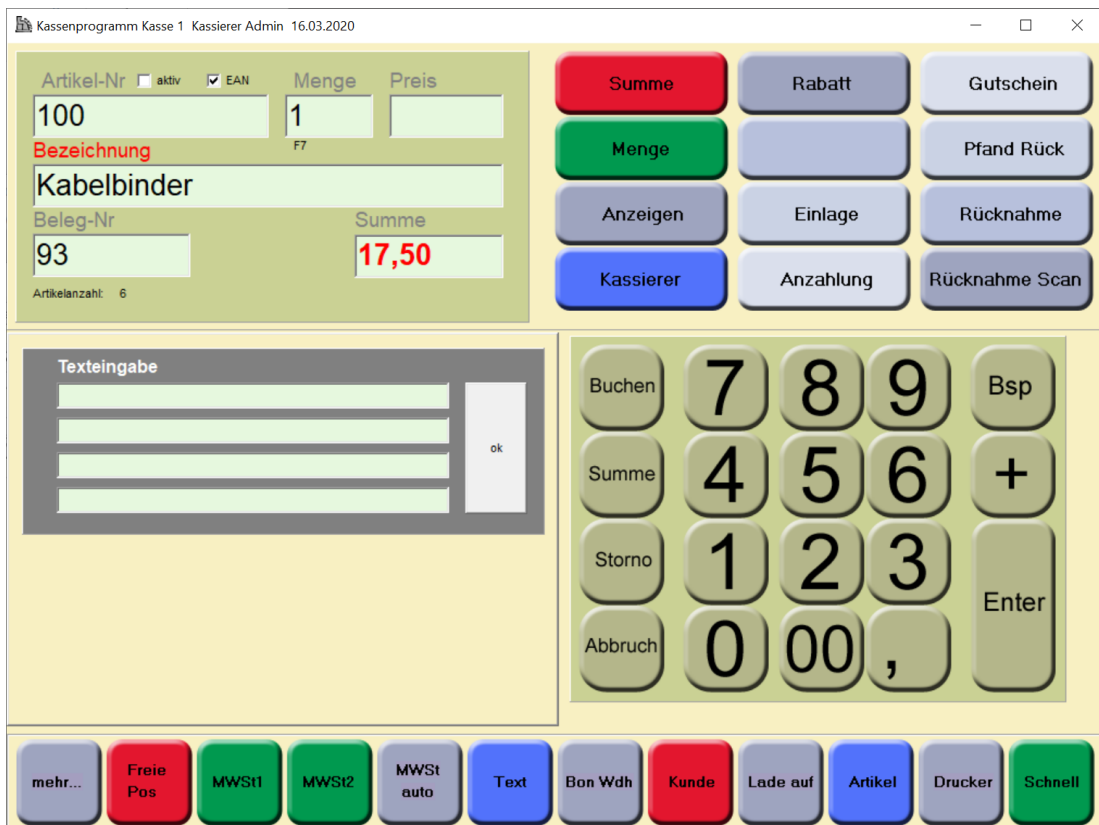 Kassenprogramm Kasse 1 Kassierer Admin 16.03.2020
Artikel-Nr aktiv EAN Menge Preis
100 1
F7
Bezeichnung
Kabelbinder
Beleg-Nr Summe
93 17,50
Artikelanzahl: 6
Summe Rabatt Gutschein
Menge Pfand Rück
Anzeigen Einlage Rücknahme
Kassierer Anzahlung Rücknahme Scan
Texteingabe
ok
Buchen 7 8 9 Bsp
Summe 4 5 6 +
Storno 1 2 3
Enter
Abbruch 0 00 ,
mehr...
Freie
Pos
MWSt1
MWSt2
MWSt
auto
Text
Bon Wdh
Kunde
Lade auf
Artikel
Drucker
Schnell